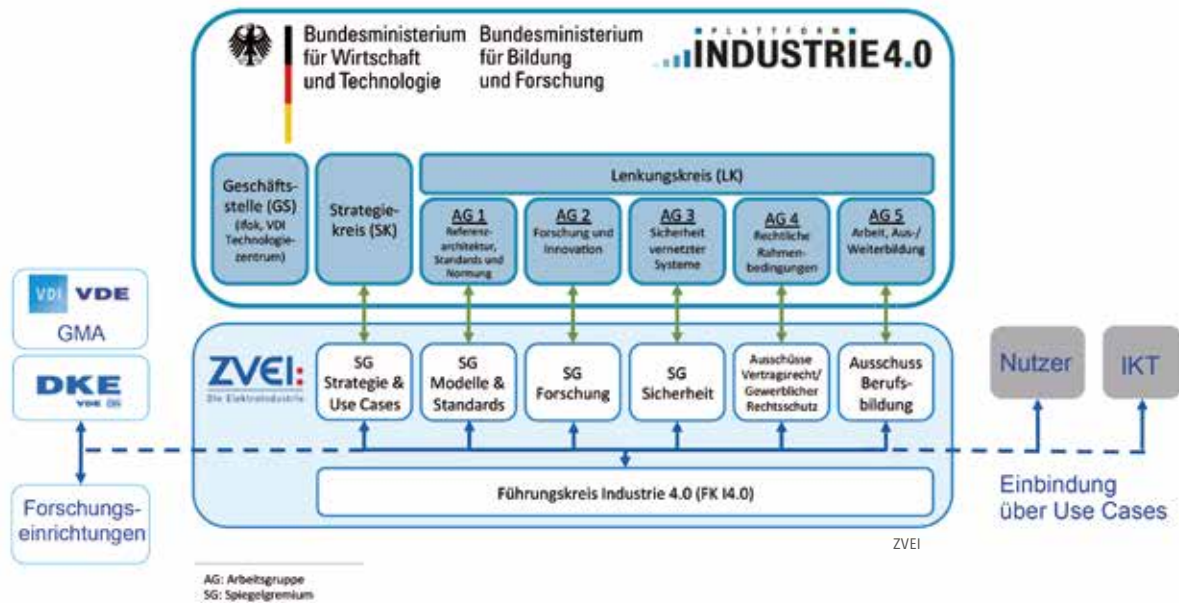 Bundesministerium
für Wirtschaft
und Technologie
Bundesministerium
für Bildung
und Forschung
PLATTFORM
INDUSTRIE4.0
Geschäfts-
stelle (GS)
(ifok, VDI
Technologie-
zentrum)
Strategie-
kreis (SK)
Lenkungskreis (LK)
AG 1
Referenz-
architektur,
Standards und
Normung
AG 2
Forschung und
Innovation
AG 3
Sicherheit
vernetzter
Systeme
AG 4
Rechtliche
Rahmen-
bedingungen
AG 5
Arbeit, Aus-/
Weiterbildung
VDI VDE
GMA
DKE
VDE DIN
Forschungs-
einrichtungen
ZVEI:
Die Elektroindustrie
SG
Strategie &
Use Cases
SG
Modelle &
Standards
SG
Forschung
SG
Sicherheit
Ausschüsse
Vertragsrecht/
Gewerblicher
Rechtsschutz
Ausschuss
Berufs-
bildung
Führungskreis Industrie 4.0 (FK I4.0)
Nutzer
IKT
Einbindung
über Use Cases
ZVEI
AG: Arbeitsgruppe
SG: Spiegelgremium